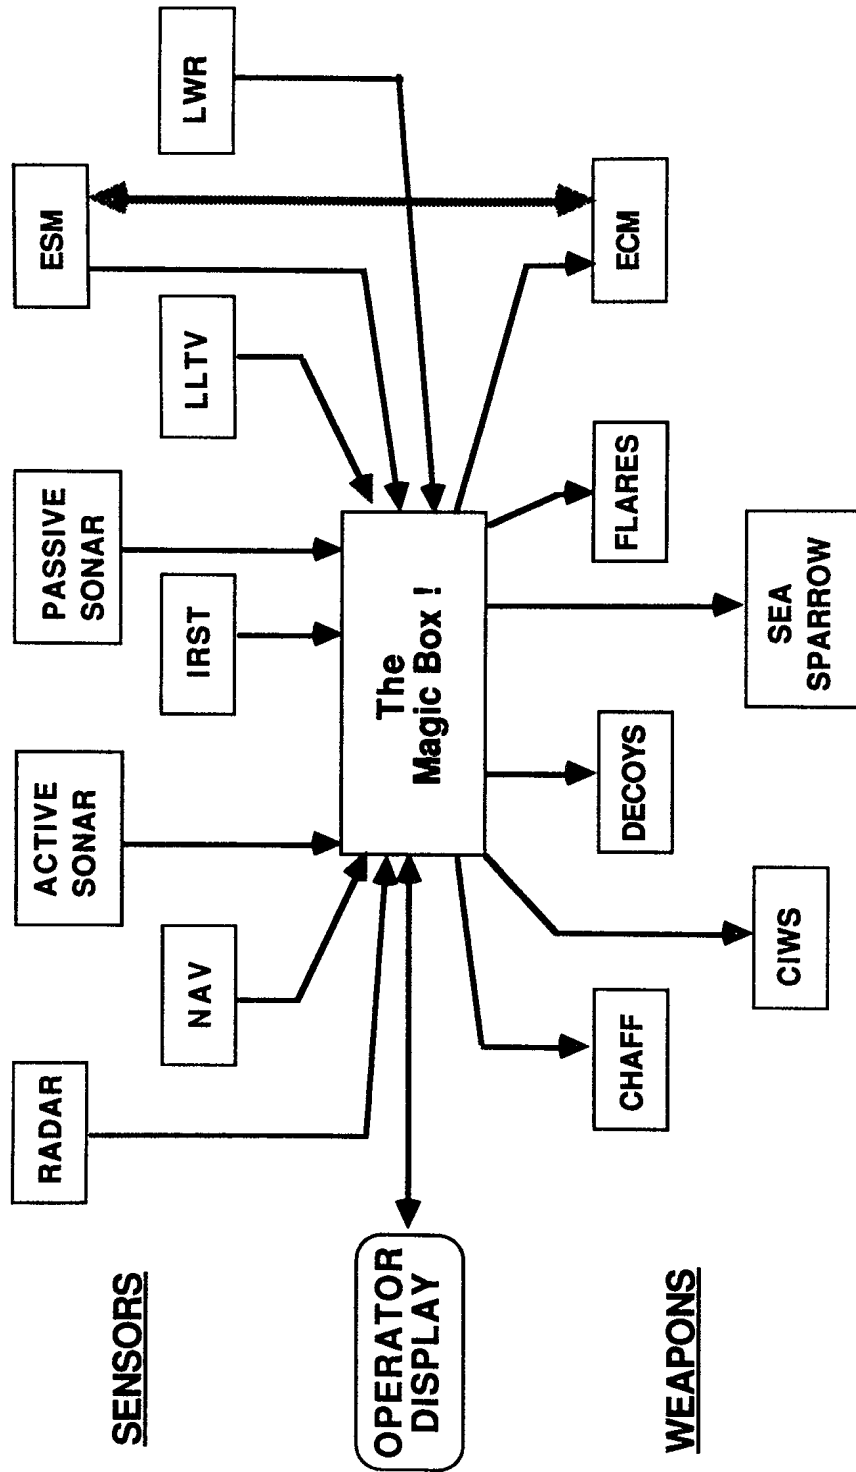 SENSORS
RADAR
NAV
ACTIVE
SONAR
IRST
PASSIVE
SONAR
LLTV
ESM
LWR
OPERATOR
DISPLAY
The
Magic Box !
WEAPONS
CHAFF
CIWS
DECOYS
SEA
SPARROW
FLARES
ECM